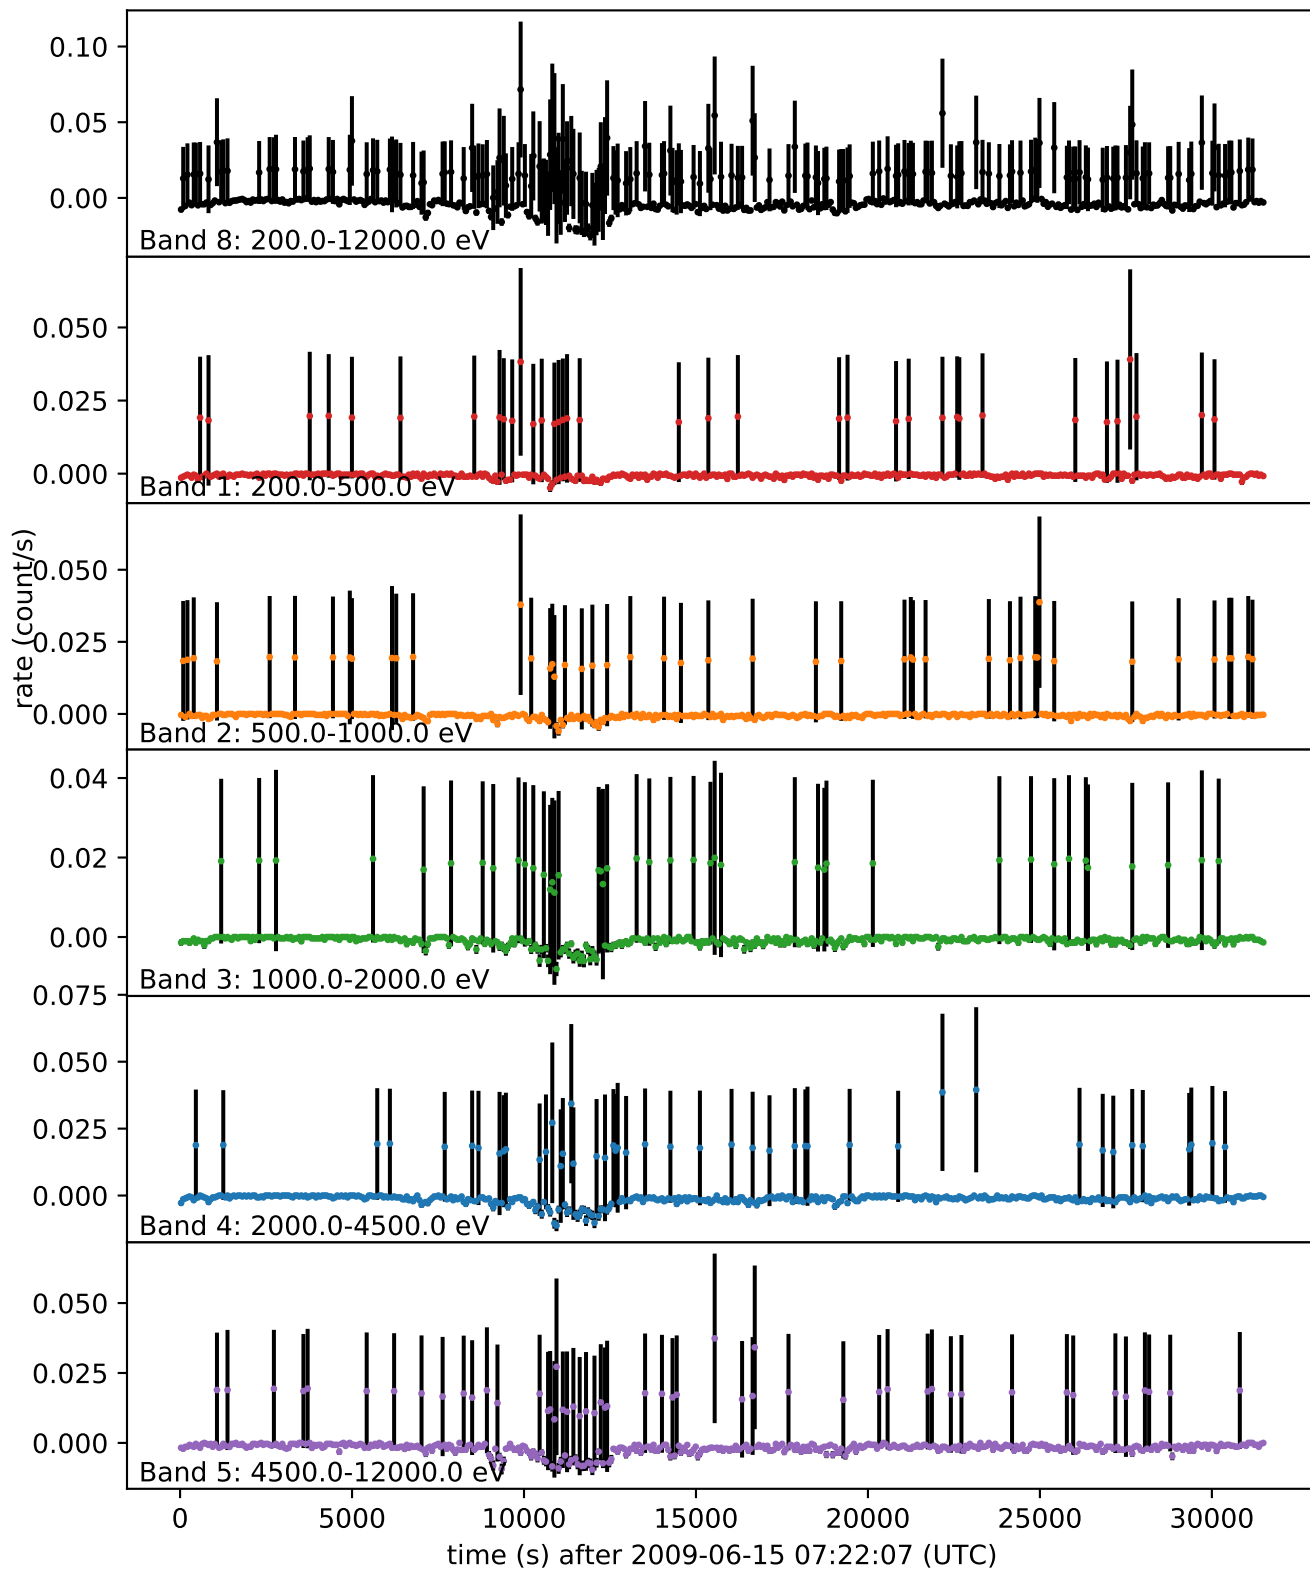 0.10
0.05
0.00
Band 8: 200.0-12000.0 eV
0.050
0.025
0.000
Band 1: 200.0-500.0 eV
rate (count/s)
0.050
0.025
0.000
Band 2: 500.0-1000.0 eV
0.04
0.02
0.00
Band 3: 1000.0-2000.0 eV
0.075
0.050
0.025
0.000
Band 4: 2000.0-4500.0 eV
0.050
0.025
0.000
Band 5: 4500.0-12000.0 eV
0 5000 10000 15000 20000 25000 30000
time (s) after 2009-06-15 07:22:07 (UTC)